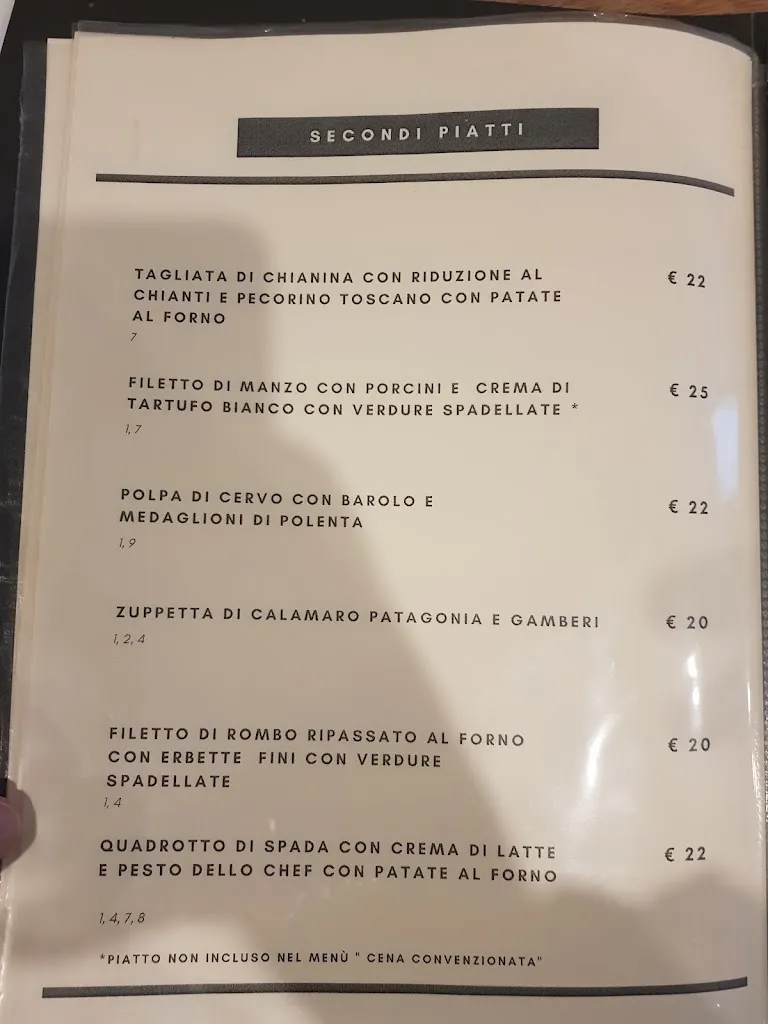 SECONDI PIATTI
TAGLIATA DI CHIANINA CON RIDUZIONE AL € 22
CHIANTI E PECORINO TOSCANO CON PATATE
AL FORNO
7
FILETTO DI MANZO CON PORCINI E CREMA DI € 25
TARTUFO BIANCO CON VERDURE SPADELLATE *
1, 7
POLPA DI CERVO CON BAROLO E € 22
MEDAGLIONI DI POLENTA
1, 9
ZUPPETTA DI CALAMARO PATAGONIA E GAMBERI € 20
1, 2, 4
FILETTO DI ROMBO RIPASSATO AL FORNO € 20
CON ERBETTE FINI CON VERDURE
SPADELLATE
1, 4
QUADROTTO DI SPADA CON CREMA DI LATTE € 22
E PESTO DELLO CHEF CON PATATE AL FORNO
1, 4, 7, 8
*PIATTO NON INCLUSO NEL MENÙ " CENA CONVENZIONATA"